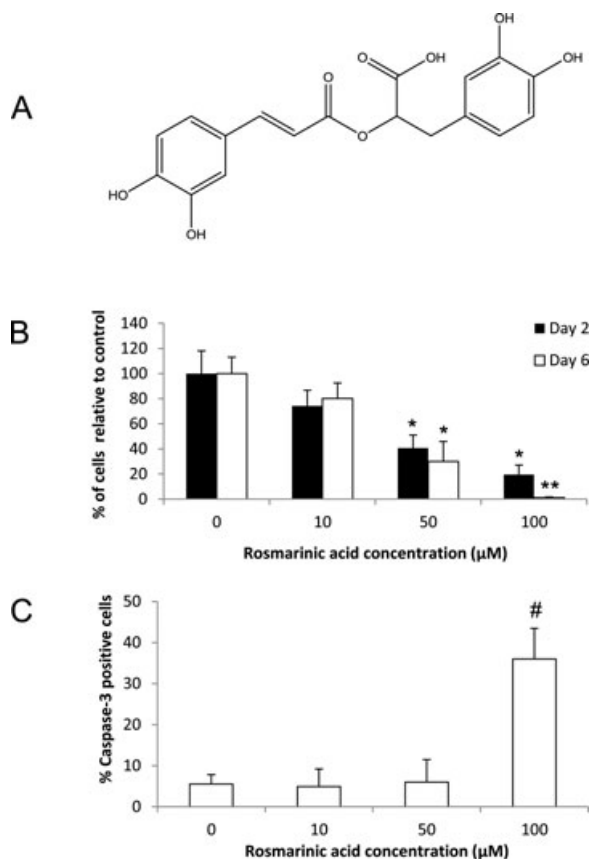 A
O
OH
OH
OH
O
O
HO
OH
B
% of cells relative to control
140
120
100
80
60
40
20
0
Day 2
Day 6
* *
*
**
0 10 50 100
Rosmarinic acid concentration (µM)
C
% Caspase-3 positive cells
50
40
30
20
10
0
#
0 10 50 100
Rosmarinic acid concentration (µM)